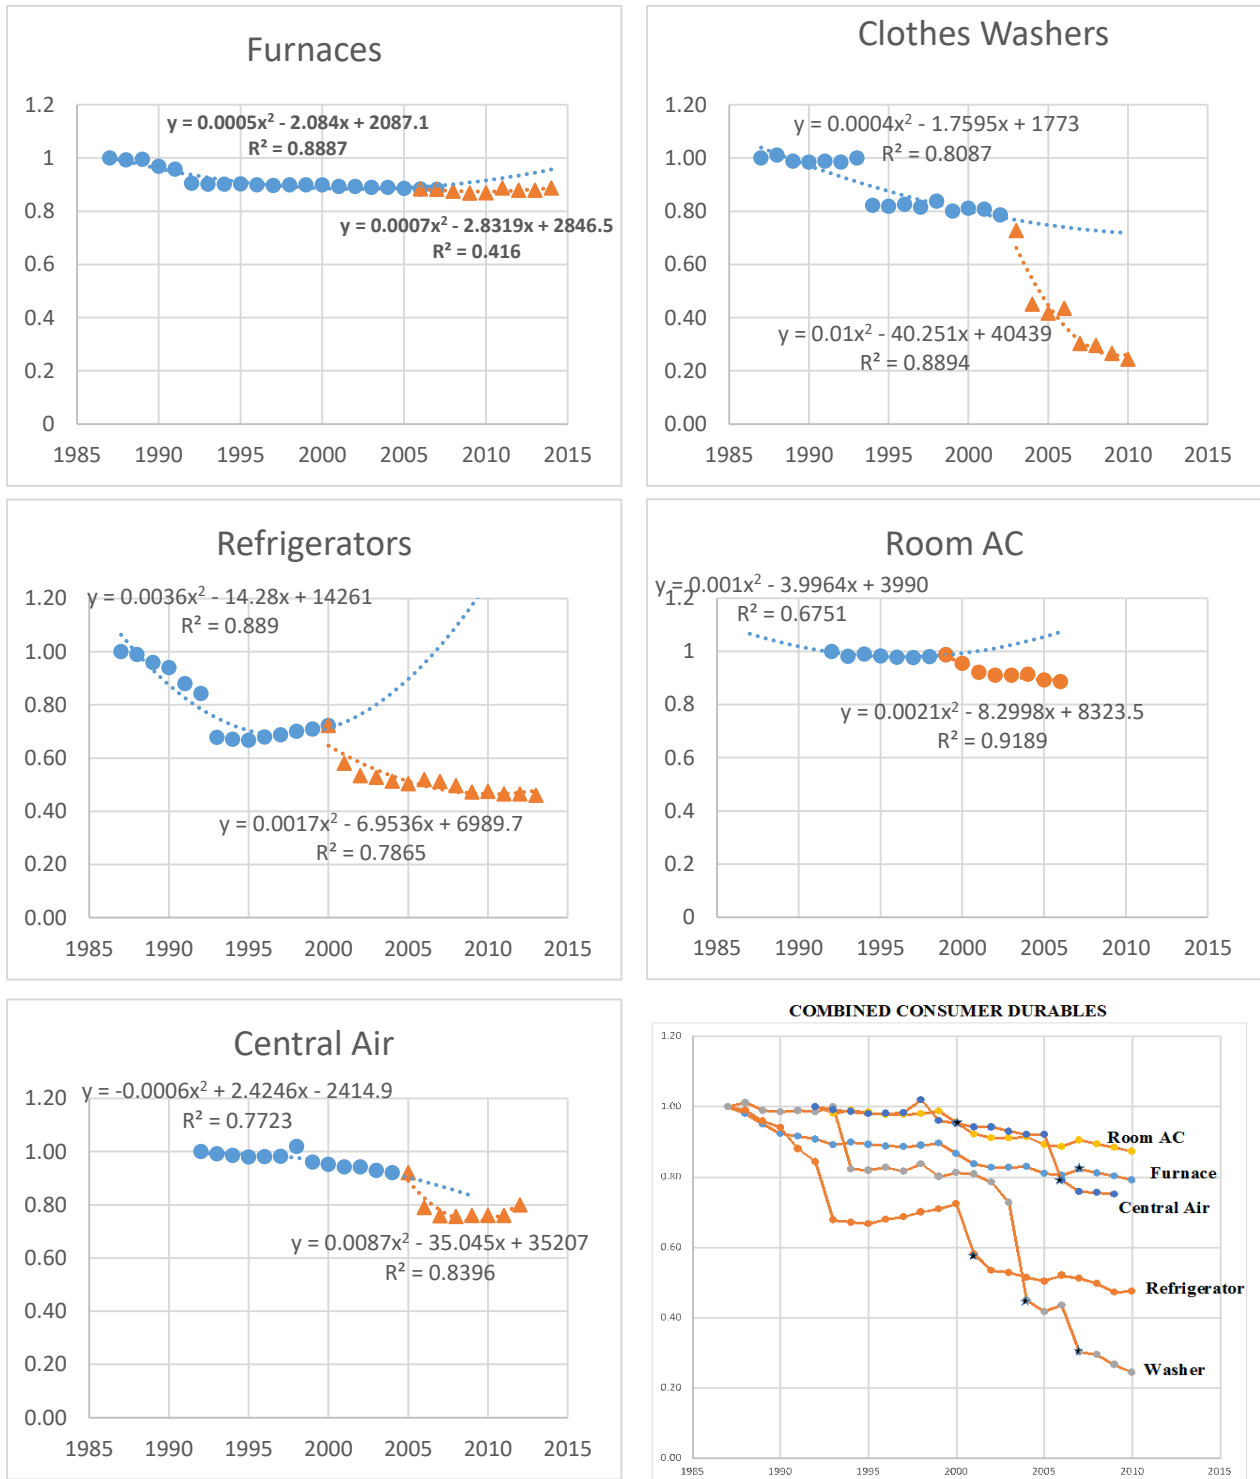 Furnaces
1.2
y = 0.0005x² - 2.084x + 2087.1
R² = 0.8887
1
0.8
y = 0.0007x² - 2.8319x + 2846.5
R² = 0.416
0.6
0.4
0.2
0
1985 1990 1995 2000 2005 2010 2015
Clothes Washers
1.20
y = 0.0004x² - 1.7595x + 1773
R² = 0.8087
1.00
0.80
0.60
0.40
y = 0.01x² - 40.251x + 40439
R² = 0.8894
0.20
0.00
1985 1990 1995 2000 2005 2010 2015
Refrigerators
1.20
y = 0.0036x² - 14.28x + 14261
R² = 0.889
1.00
0.80
0.60
0.40
y = 0.0017x² - 6.9536x + 6989.7
R² = 0.7865
0.20
0.00
1985 1990 1995 2000 2005 2010 2015
Room AC
y = 0.001x² - 3.9964x + 3990
1.2
R² = 0.6751
1
0.8
y = 0.0021x² - 8.2998x + 8323.5
R² = 0.9189
0.6
0.4
0.2
0
1985 1990 1995 2000 2005 2010 2015
Central Air
y = -0.0006x² + 2.4246x - 2414.9
1.20
R² = 0.7723
1.00
0.80
y = 0.0087x² - 35.045x + 35207
R² = 0.8396
0.60
0.40
0.20
0.00
1985 1990 1995 2000 2005 2010 2015
COMBINED CONSUMER DURABLES
1.20
1.00
Room AC
Furnace
0.80
Central Air
0.60
Refrigerator
0.40
Washer
0.20
0.00
1985 1990 1995 2000 2005 2010 2015